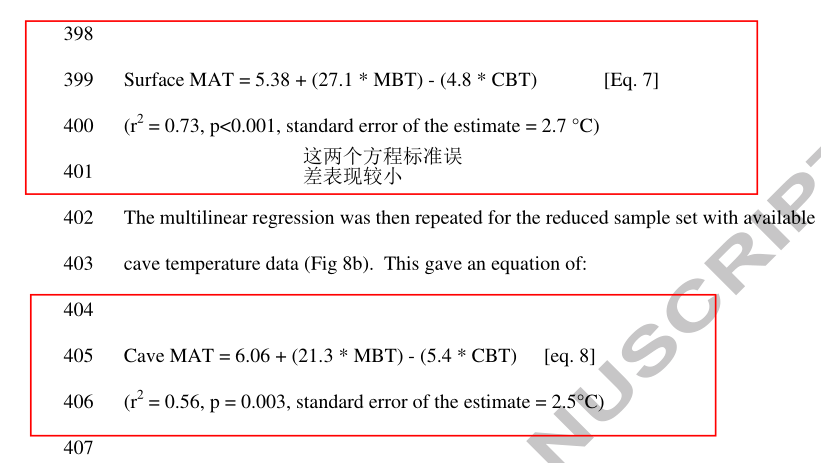 398
399 Surface MAT = 5.38 + (27.1 * MBT) - (4.8 * CBT) [Eq. 7]
400 (r² = 0.73, p<0.001, standard error of the estimate = 2.7 °C)
这两个方程标准误
401 差表现较小
402 The multilinear regression was then repeated for the reduced sample set with available
403 cave temperature data (Fig 8b). This gave an equation of:
404
405 Cave MAT = 6.06 + (21.3 * MBT) - (5.4 * CBT) [eq. 8]
406 (r² = 0.56, p = 0.003, standard error of the estimate = 2.5°C)
407
NUSCRIPT